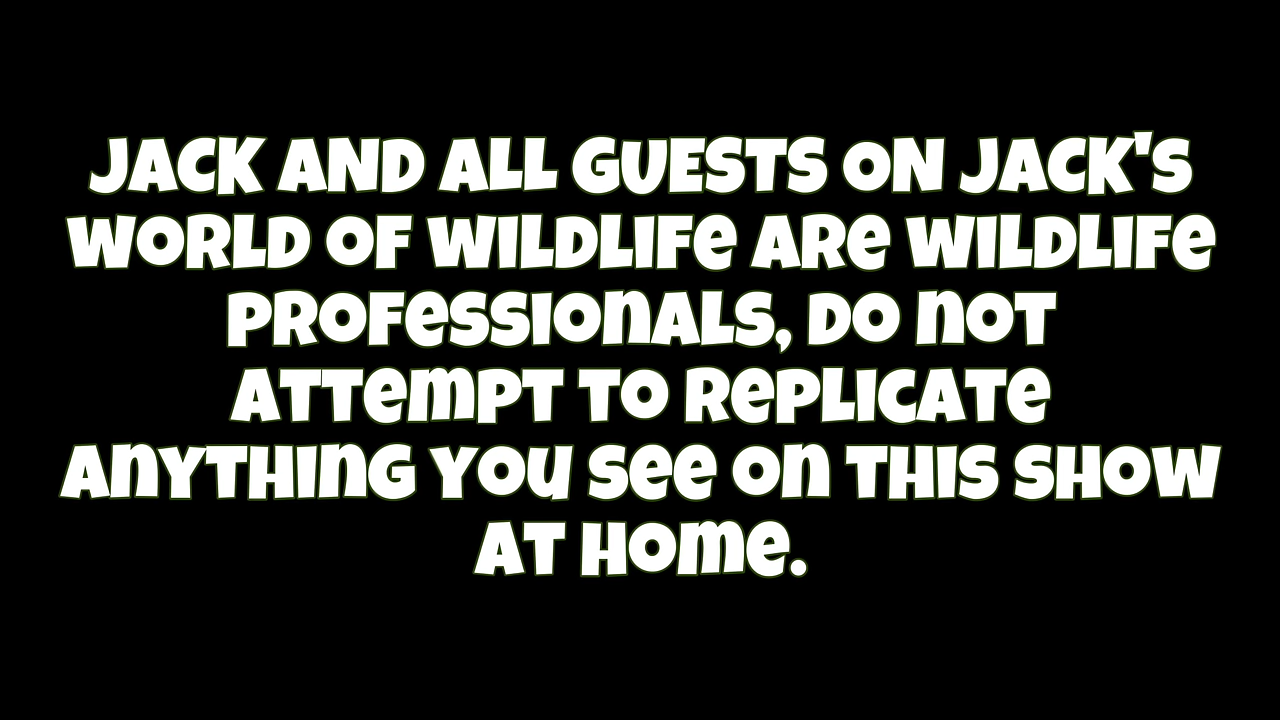 JACK AND ALL GUESTS ON JACK'S
WORLD OF WILDLIFE ARE WILDLIFE
PROFESSIONALS, DO NOT
ATTEMPT TO REPLICATE
ANYTHING YOU SEE ON THIS SHOW
AT HOME.